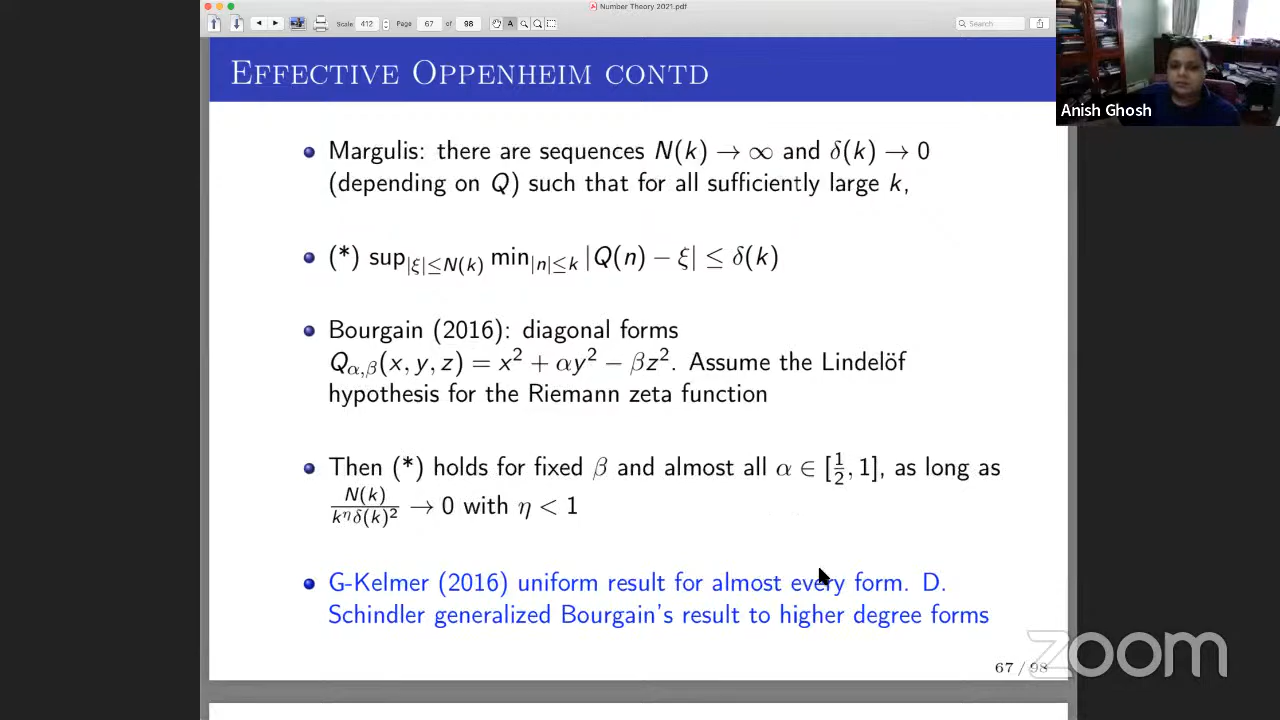 Number Theory 2021.pdf
Scale 412 Page 67 of 98 Search
Anish Ghosh
Effective Oppenheim contd
Margulis: there are sequences N(k) → ∞ and δ(k) → 0
(depending on Q) such that for all sufficiently large k,
(*) sup_{|ξ|≤N(k)} min_{|n|≤k} |Q(n) − ξ| ≤ δ(k)
Bourgain (2016): diagonal forms
Q_{α,β}(x, y, z) = x² + αy² − βz². Assume the Lindelöf
hypothesis for the Riemann zeta function
Then (*) holds for fixed β and almost all α ∈ [1/2, 1], as long as
N(k)/(k^η δ(k)²) → 0 with η < 1
G-Kelmer (2016) uniform result for almost every form. D.
Schindler generalized Bourgain's result to higher degree forms
67 / 98
zoom